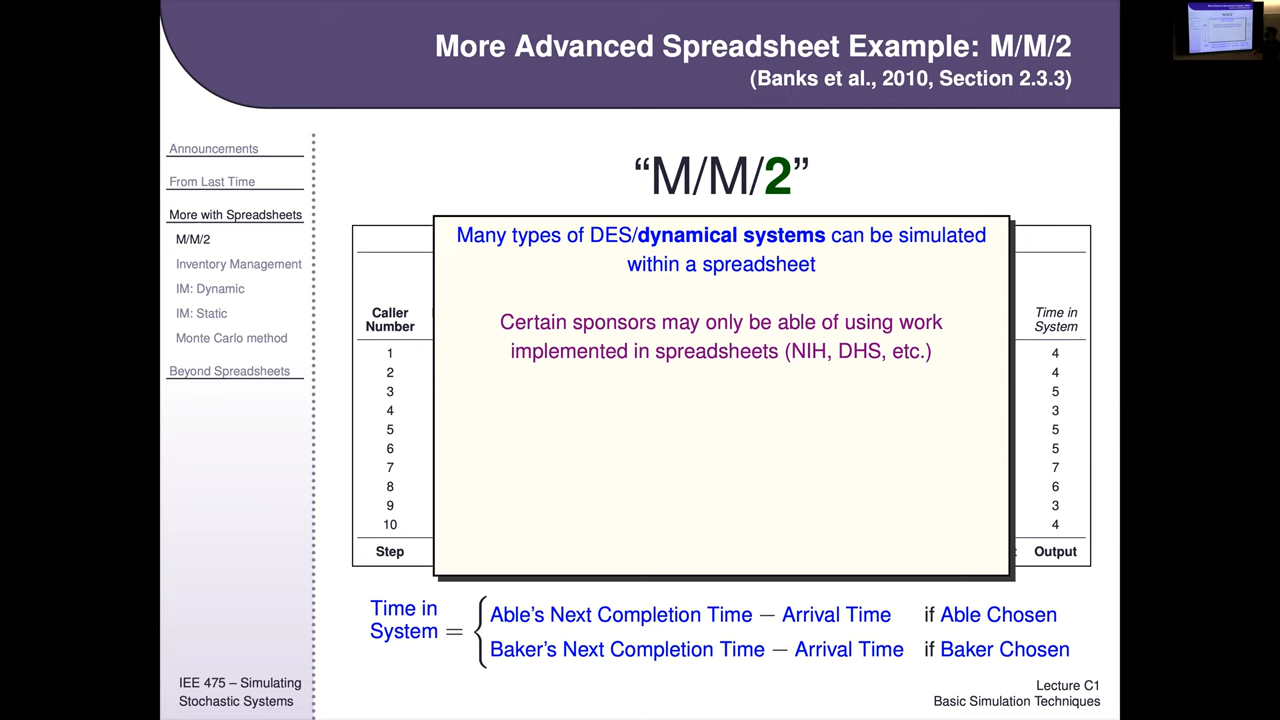 More Advanced Spreadsheet Example: M/M/2
(Banks et al., 2010, Section 2.3.3)
Announcements
From Last Time
More with Spreadsheets
M/M/2
Inventory Management
IM: Dynamic
IM: Static
Monte Carlo method
Beyond Spreadsheets
“M/M/2”
Many types of DES/dynamical systems can be simulated
within a spreadsheet
Certain sponsors may only be able of using work
implemented in spreadsheets (NIH, DHS, etc.)
Caller
Number
Time in
System
1 4
2 4
3 5
4 3
5 5
6 5
7 7
8 6
9 3
10 4
Step Output
Time in
System = { Able’s Next Completion Time − Arrival Time if Able Chosen
Baker’s Next Completion Time − Arrival Time if Baker Chosen
IEE 475 – Simulating
Stochastic Systems
Lecture C1
Basic Simulation Techniques